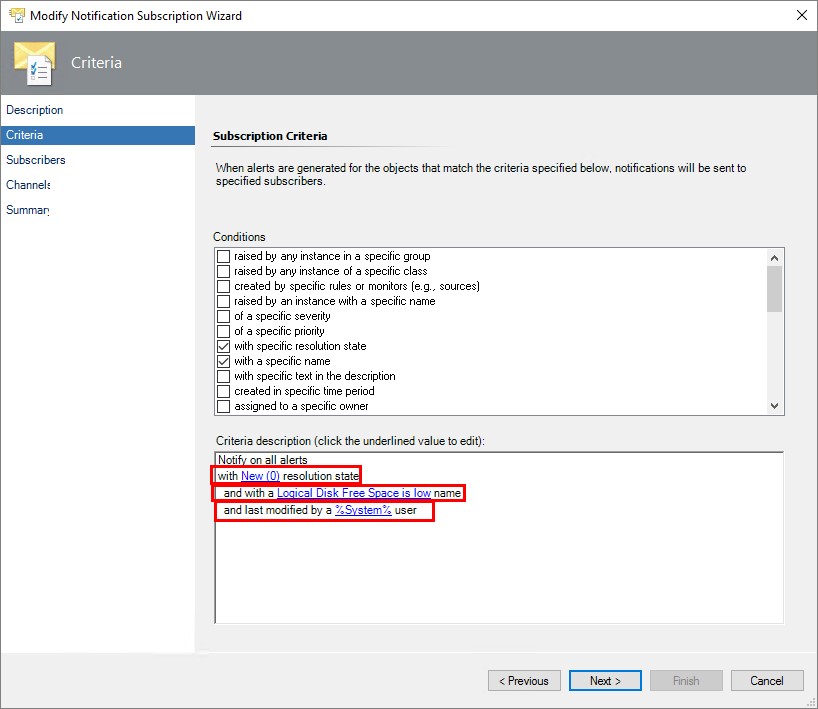 Modify Notification Subscription Wizard
Criteria
Description
Criteria
Subscribers
Channels
Summary
Subscription Criteria
When alerts are generated for the objects that match the criteria specified below, notifications will be sent to
specified subscribers.
Conditions
raised by any instance in a specific group
raised by any instance of a specific class
created by specific rules or monitors (e.g., sources)
raised by an instance with a specific name
of a specific severity
of a specific priority
with specific resolution state
with a specific name
with specific text in the description
created in specific time period
assigned to a specific owner
Criteria description (click the underlined value to edit):
Notify on all alerts
with New (0) resolution state
and with a Logical Disk Free Space is low name
and last modified by a %System% user
< Previous
Next >
Finish
Cancel